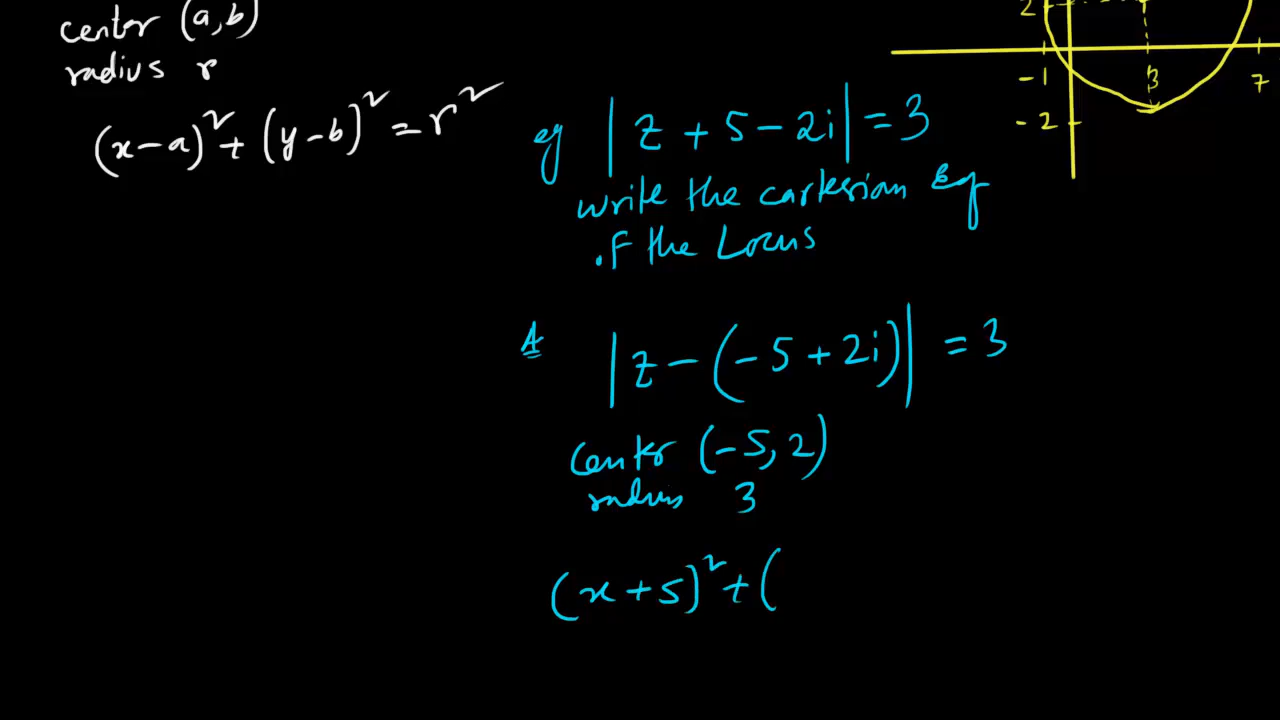 center (a,b)
radius r
(x-a)²+(y-b)²=r²
2
-1 3 7
-2
eg |z+5-2i|=3
write the cartesian Eq
.F the Locus
A |z-(-5+2i)|=3
center (-5,2)
radius 3
(x+5)²+(